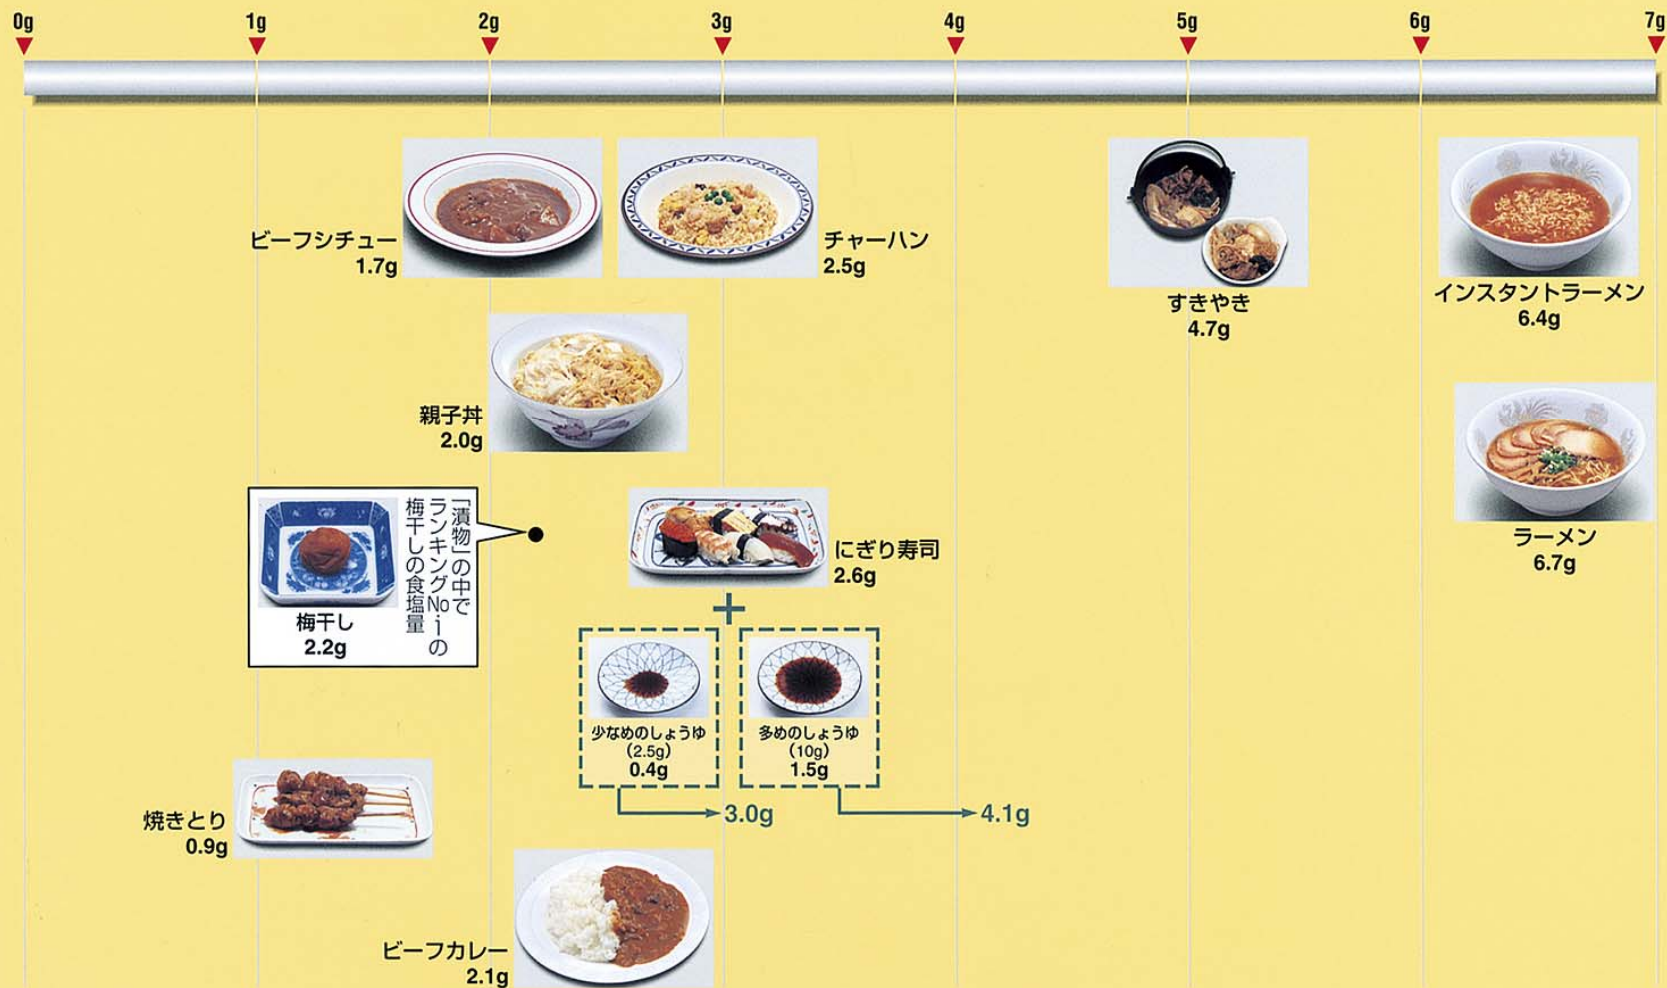 0g
1g
2g
3g
4g
5g
6g
7g
ビーフシチュー
1.7g
チャーハン
2.5g
すきやき
4.7g
インスタントラーメン
6.4g
親子丼
2.0g
ラーメン
6.7g
「漬物」の中で
ランキングNo1の
梅干しの食塩量
梅干し
2.2g
にぎり寿司
2.6g
+
少なめのしょうゆ
(2.5g)
0.4g
多めのしょうゆ
(10g)
1.5g
3.0g
4.1g
焼きとり
0.9g
ビーフカレー
2.1g